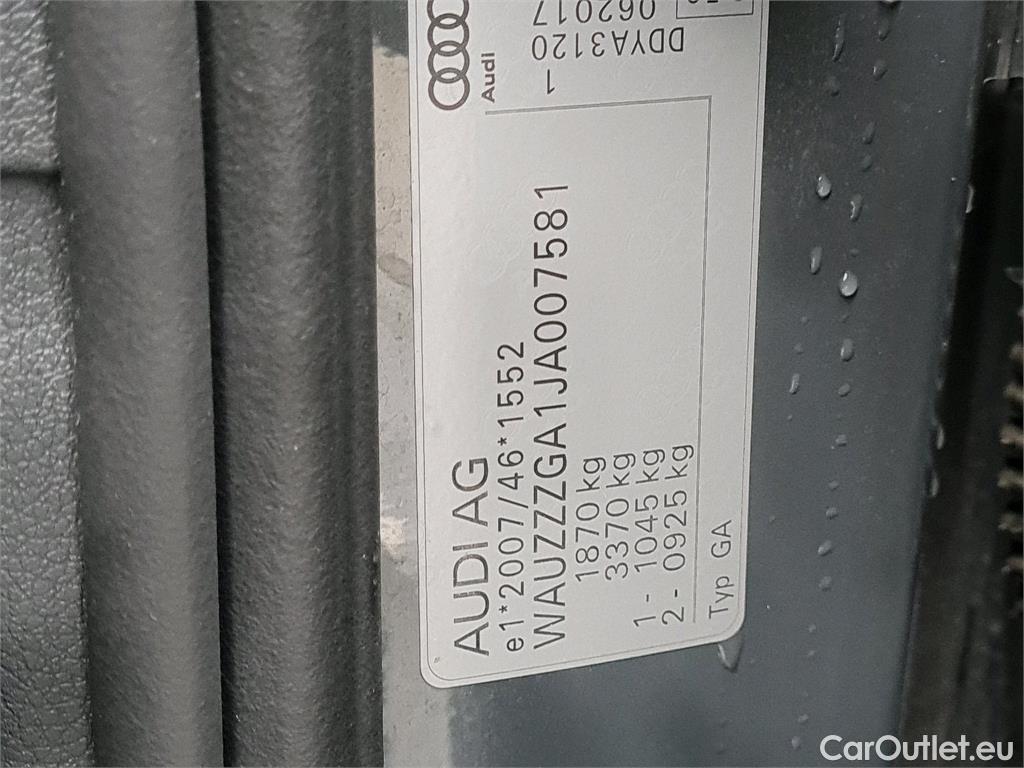 AUDI AG
e1*2007/46*1552
WAUZZZGA1JA007581
1870 kg
3370 kg
1 - 1045 kg
2 - 0925 kg
Typ GA
Audi
062017
DDYA3120
CarOutlet.eu